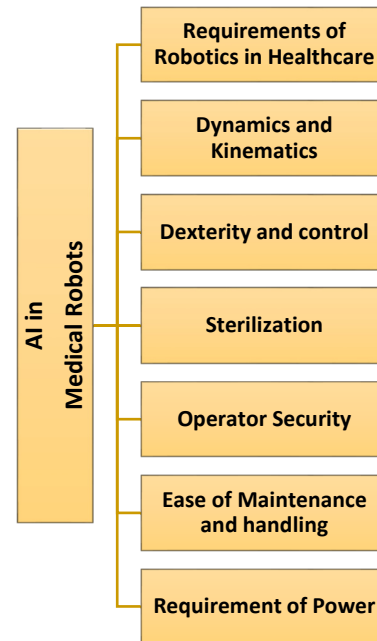 AI in
Medical Robots
Requirements of
Robotics in Healthcare
Dynamics and
Kinematics
Dexterity and control
Sterilization
Operator Security
Ease of Maintenance
and handling
Requirement of Power